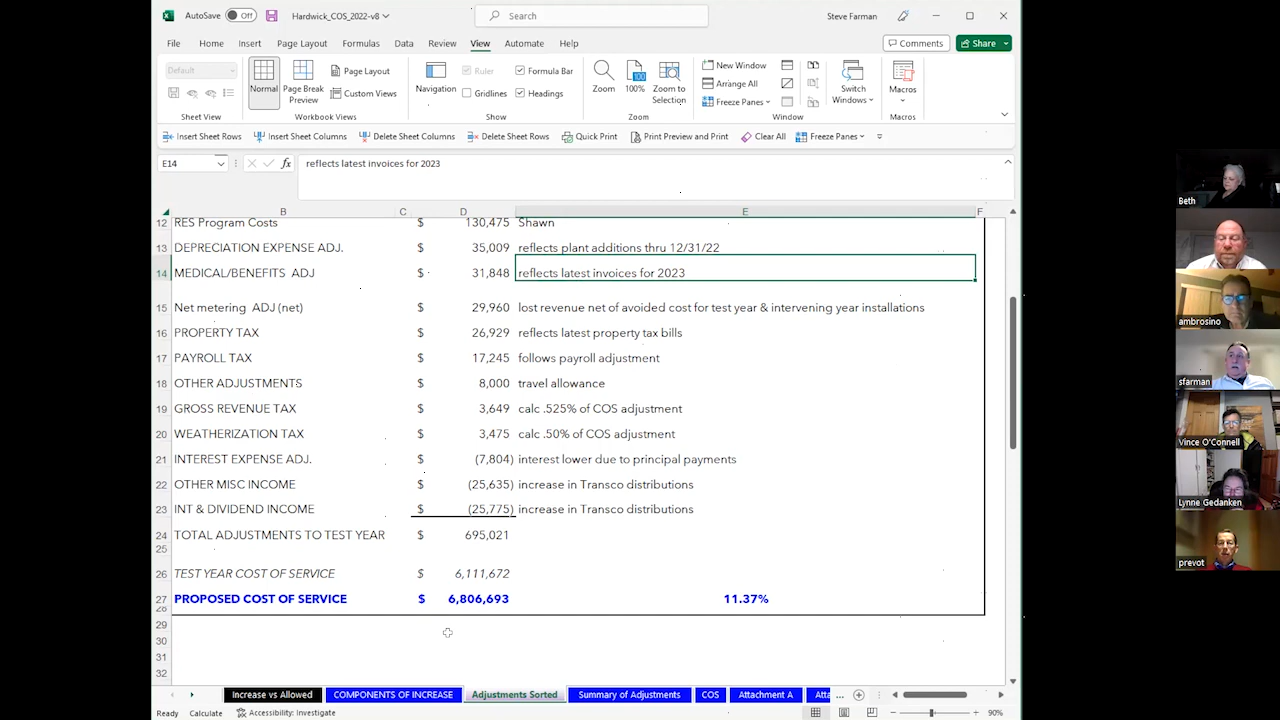 AutoSave Off Hardwick_COS_2022-v8 Search Steve Farman
File Home Insert Page Layout Formulas Data Review View Automate Help Comments Share
Default Normal Page Break Preview Page Layout Custom Views Navigation Ruler Formula Bar Gridlines Headings Zoom 100 100% Zoom to Selection New Window Arrange All Freeze Panes Switch Windows Macros
Sheet View Workbook Views Show Zoom Window Macros
Insert Sheet Rows Insert Sheet Columns Delete Sheet Columns Delete Sheet Rows Quick Print Print Preview and Print Clear All Freeze Panes
E14 fx reflects latest invoices for 2023
B C D E F
12 RES Program Costs $ 130,475 Shawn
13 DEPRECIATION EXPENSE ADJ. $ 35,009 reflects plant additions thru 12/31/22
14 MEDICAL/BENEFITS ADJ $ 31,848 reflects latest invoices for 2023
15 Net metering ADJ (net) $ 29,960 lost revenue net of avoided cost for test year & intervening year installations
16 PROPERTY TAX $ 26,929 reflects latest property tax bills
17 PAYROLL TAX $ 17,245 follows payroll adjustment
18 OTHER ADJUSTMENTS $ 8,000 travel allowance
19 GROSS REVENUE TAX $ 3,649 calc .525% of COS adjustment
20 WEATHERIZATION TAX $ 3,475 calc .50% of COS adjustment
21 INTEREST EXPENSE ADJ. $ (7,804) interest lower due to principal payments
22 OTHER MISC INCOME $ (25,635) increase in Transco distributions
23 INT & DIVIDEND INCOME $ (25,775) increase in Transco distributions
24 TOTAL ADJUSTMENTS TO TEST YEAR $ 695,021
25
26 TEST YEAR COST OF SERVICE $ 6,111,672
27 PROPOSED COST OF SERVICE $ 6,806,693 11.37%
28
29
30
31
32
Increase vs Allowed COMPONENTS OF INCREASE Adjustments Sorted Summary of Adjustments COS Attachment A Atta ...
Ready Calculate Accessibility: Investigate 90%
Beth
ambrosino
sfarman
Vince O'Connell
Lynne Gedanken
prevot